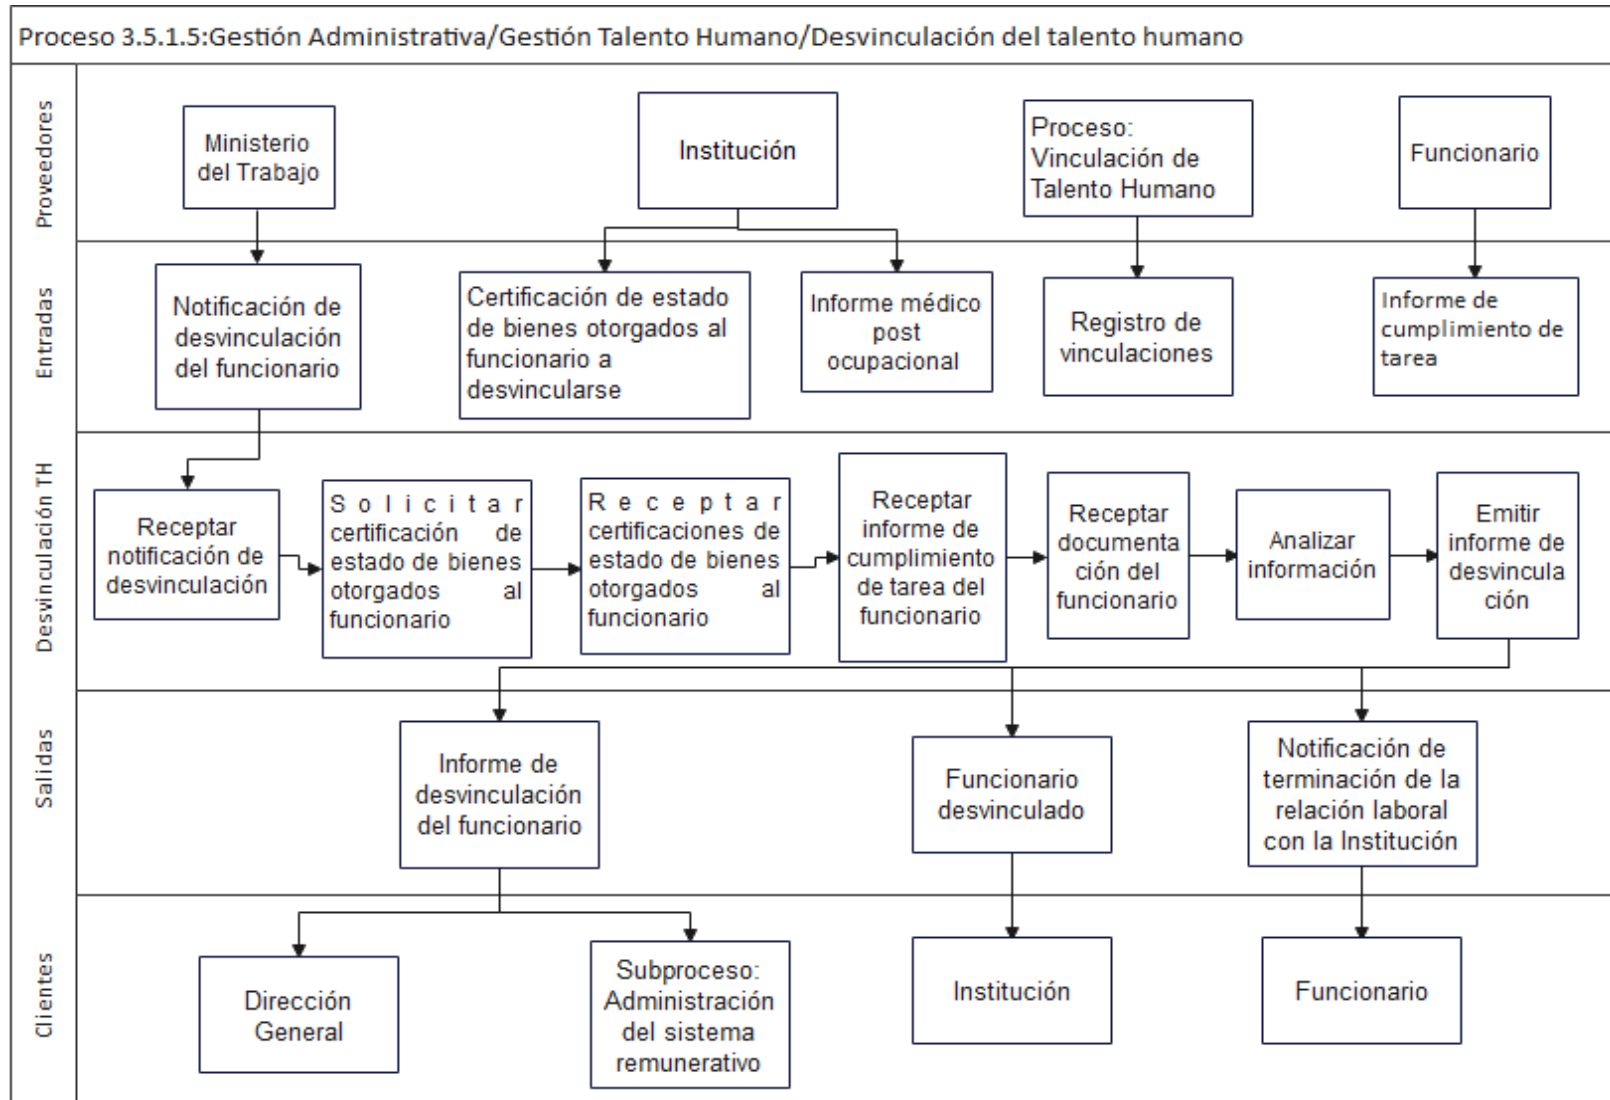 Proceso 3.5.1.5:Gestión Administrativa/Gestión Talento Humano/Desvinculación del talento humano
Proveedores
Ministerio
del Trabajo
Institución
Proceso:
Vinculación de
Talento Humano
Funcionario
Entradas
Notificación de
desvinculación
del funcionario
Certificación de estado
de bienes otorgados al
funcionario a
desvincularse
Informe médico
post
ocupacional
Registro de
vinculaciones
Informe de
cumplimiento de
tarea
Desvinculación TH
Receptar
notificación de
desvinculación
Solicitar
certificación de
estado de bienes
otorgados al
funcionario
Receptar
certificaciones de
estado de bienes
otorgados al
funcionario
Receptar
informe de
cumplimiento
de tarea del
funcionario
Receptar
documenta
ción del
funcionario
Analizar
información
Emitir
informe de
desvincula
ción
Salidas
Informe de
desvinculación
del funcionario
Funcionario
desvinculado
Notificación de
terminación de la
relación laboral
con la Institución
Clientes
Dirección
General
Subproceso:
Administración
del sistema
remunerativo
Institución
Funcionario